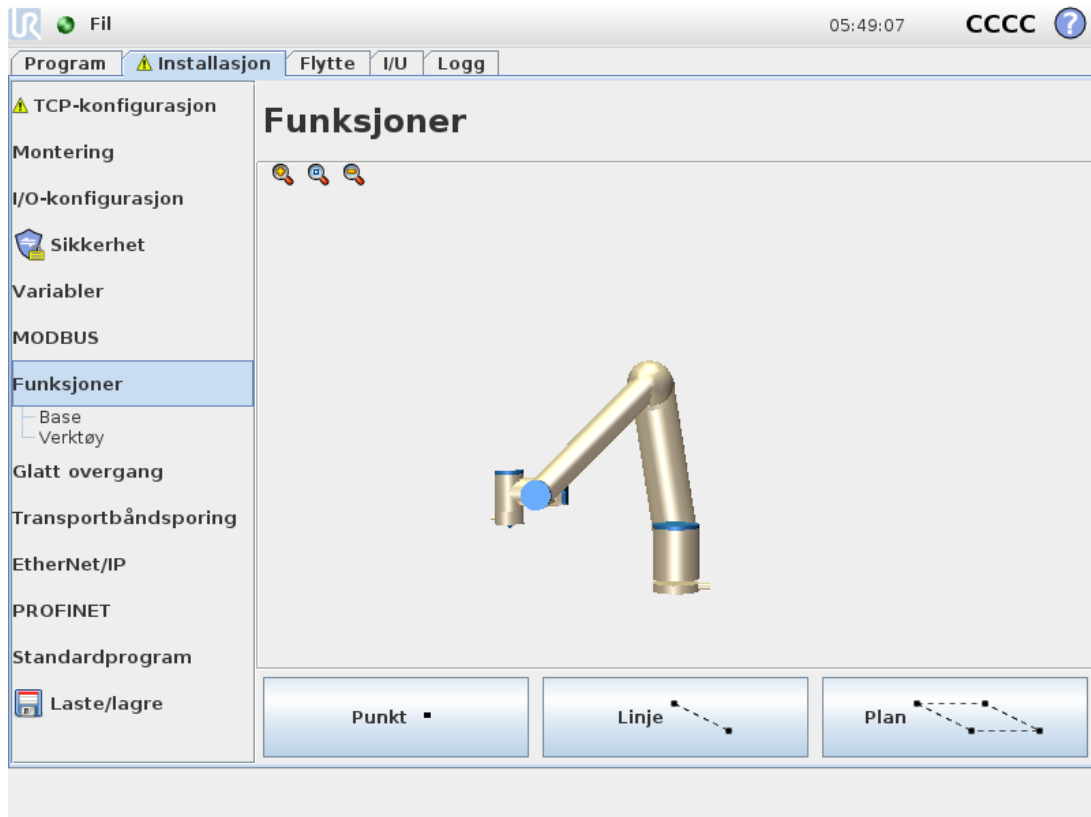 UR Fil 05:49:07 CCCC ?
Program Installasjon Flytte I/U Logg
TCP-konfigurasjon
Montering
I/O-konfigurasjon
Sikkerhet
Variabler
MODBUS
Funksjoner
Base
Verktøy
Glatt overgang
Transportbåndsporing
EtherNet/IP
PROFINET
Standardprogram
Laste/lagre
Funksjoner
Punkt Linje Plan